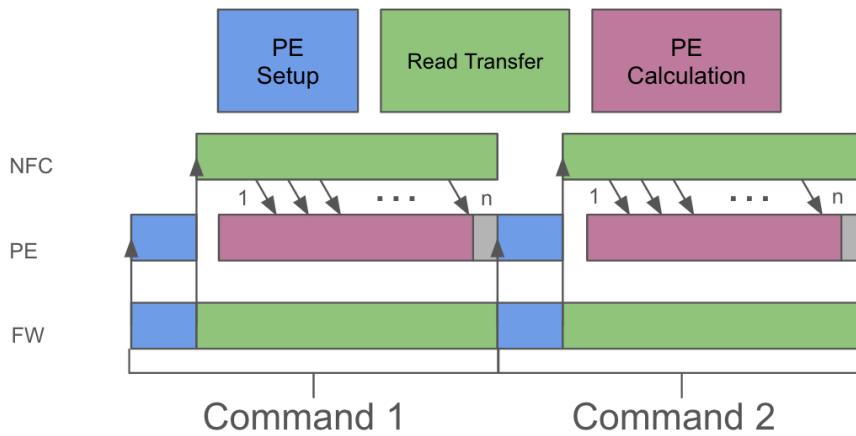 PE
Setup
Read Transfer
PE
Calculation
NFC
1
...
n
1
...
n
PE
FW
Command 1
Command 2